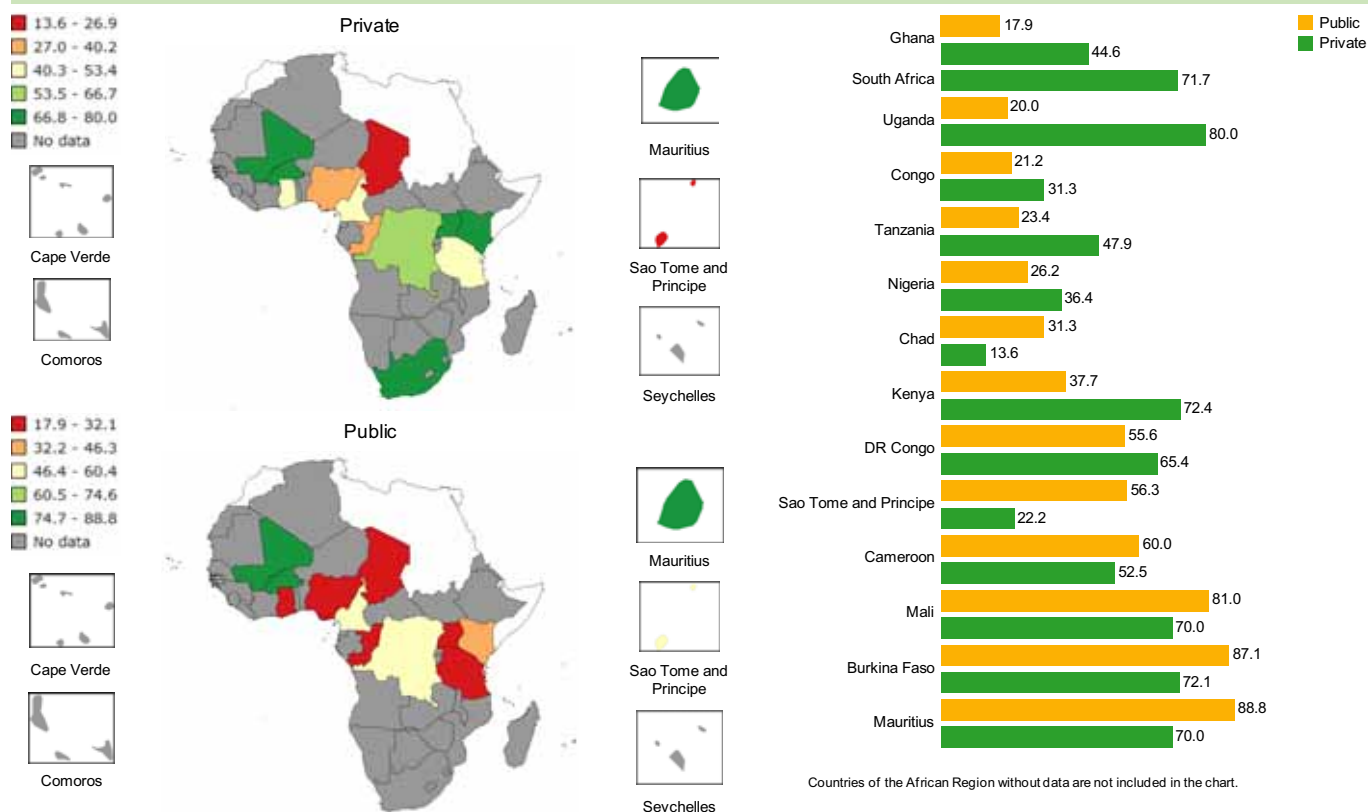 13.6 - 26.9
27.0 - 40.2
40.3 - 53.4
53.5 - 66.7
66.8 - 80.0
No data
Private
Cape Verde
Comoros
Mauritius
Sao Tome and
Principe
Seychelles
17.9 - 32.1
32.2 - 46.3
46.4 - 60.4
60.5 - 74.6
74.7 - 88.8
No data
Public
Cape Verde
Comoros
Mauritius
Sao Tome and
Principe
Seychelles
Public
Private
Ghana
17.9
44.6
South Africa
71.7
Uganda
20.0
80.0
Congo
21.2
31.3
Tanzania
23.4
47.9
Nigeria
26.2
36.4
Chad
31.3
13.6
Kenya
37.7
72.4
DR Congo
55.6
65.4
Sao Tome and Principe
56.3
22.2
Cameroon
60.0
52.5
Mali
81.0
70.0
Burkina Faso
87.1
72.1
Mauritius
88.8
70.0
Countries of the African Region without data are not included in the chart.